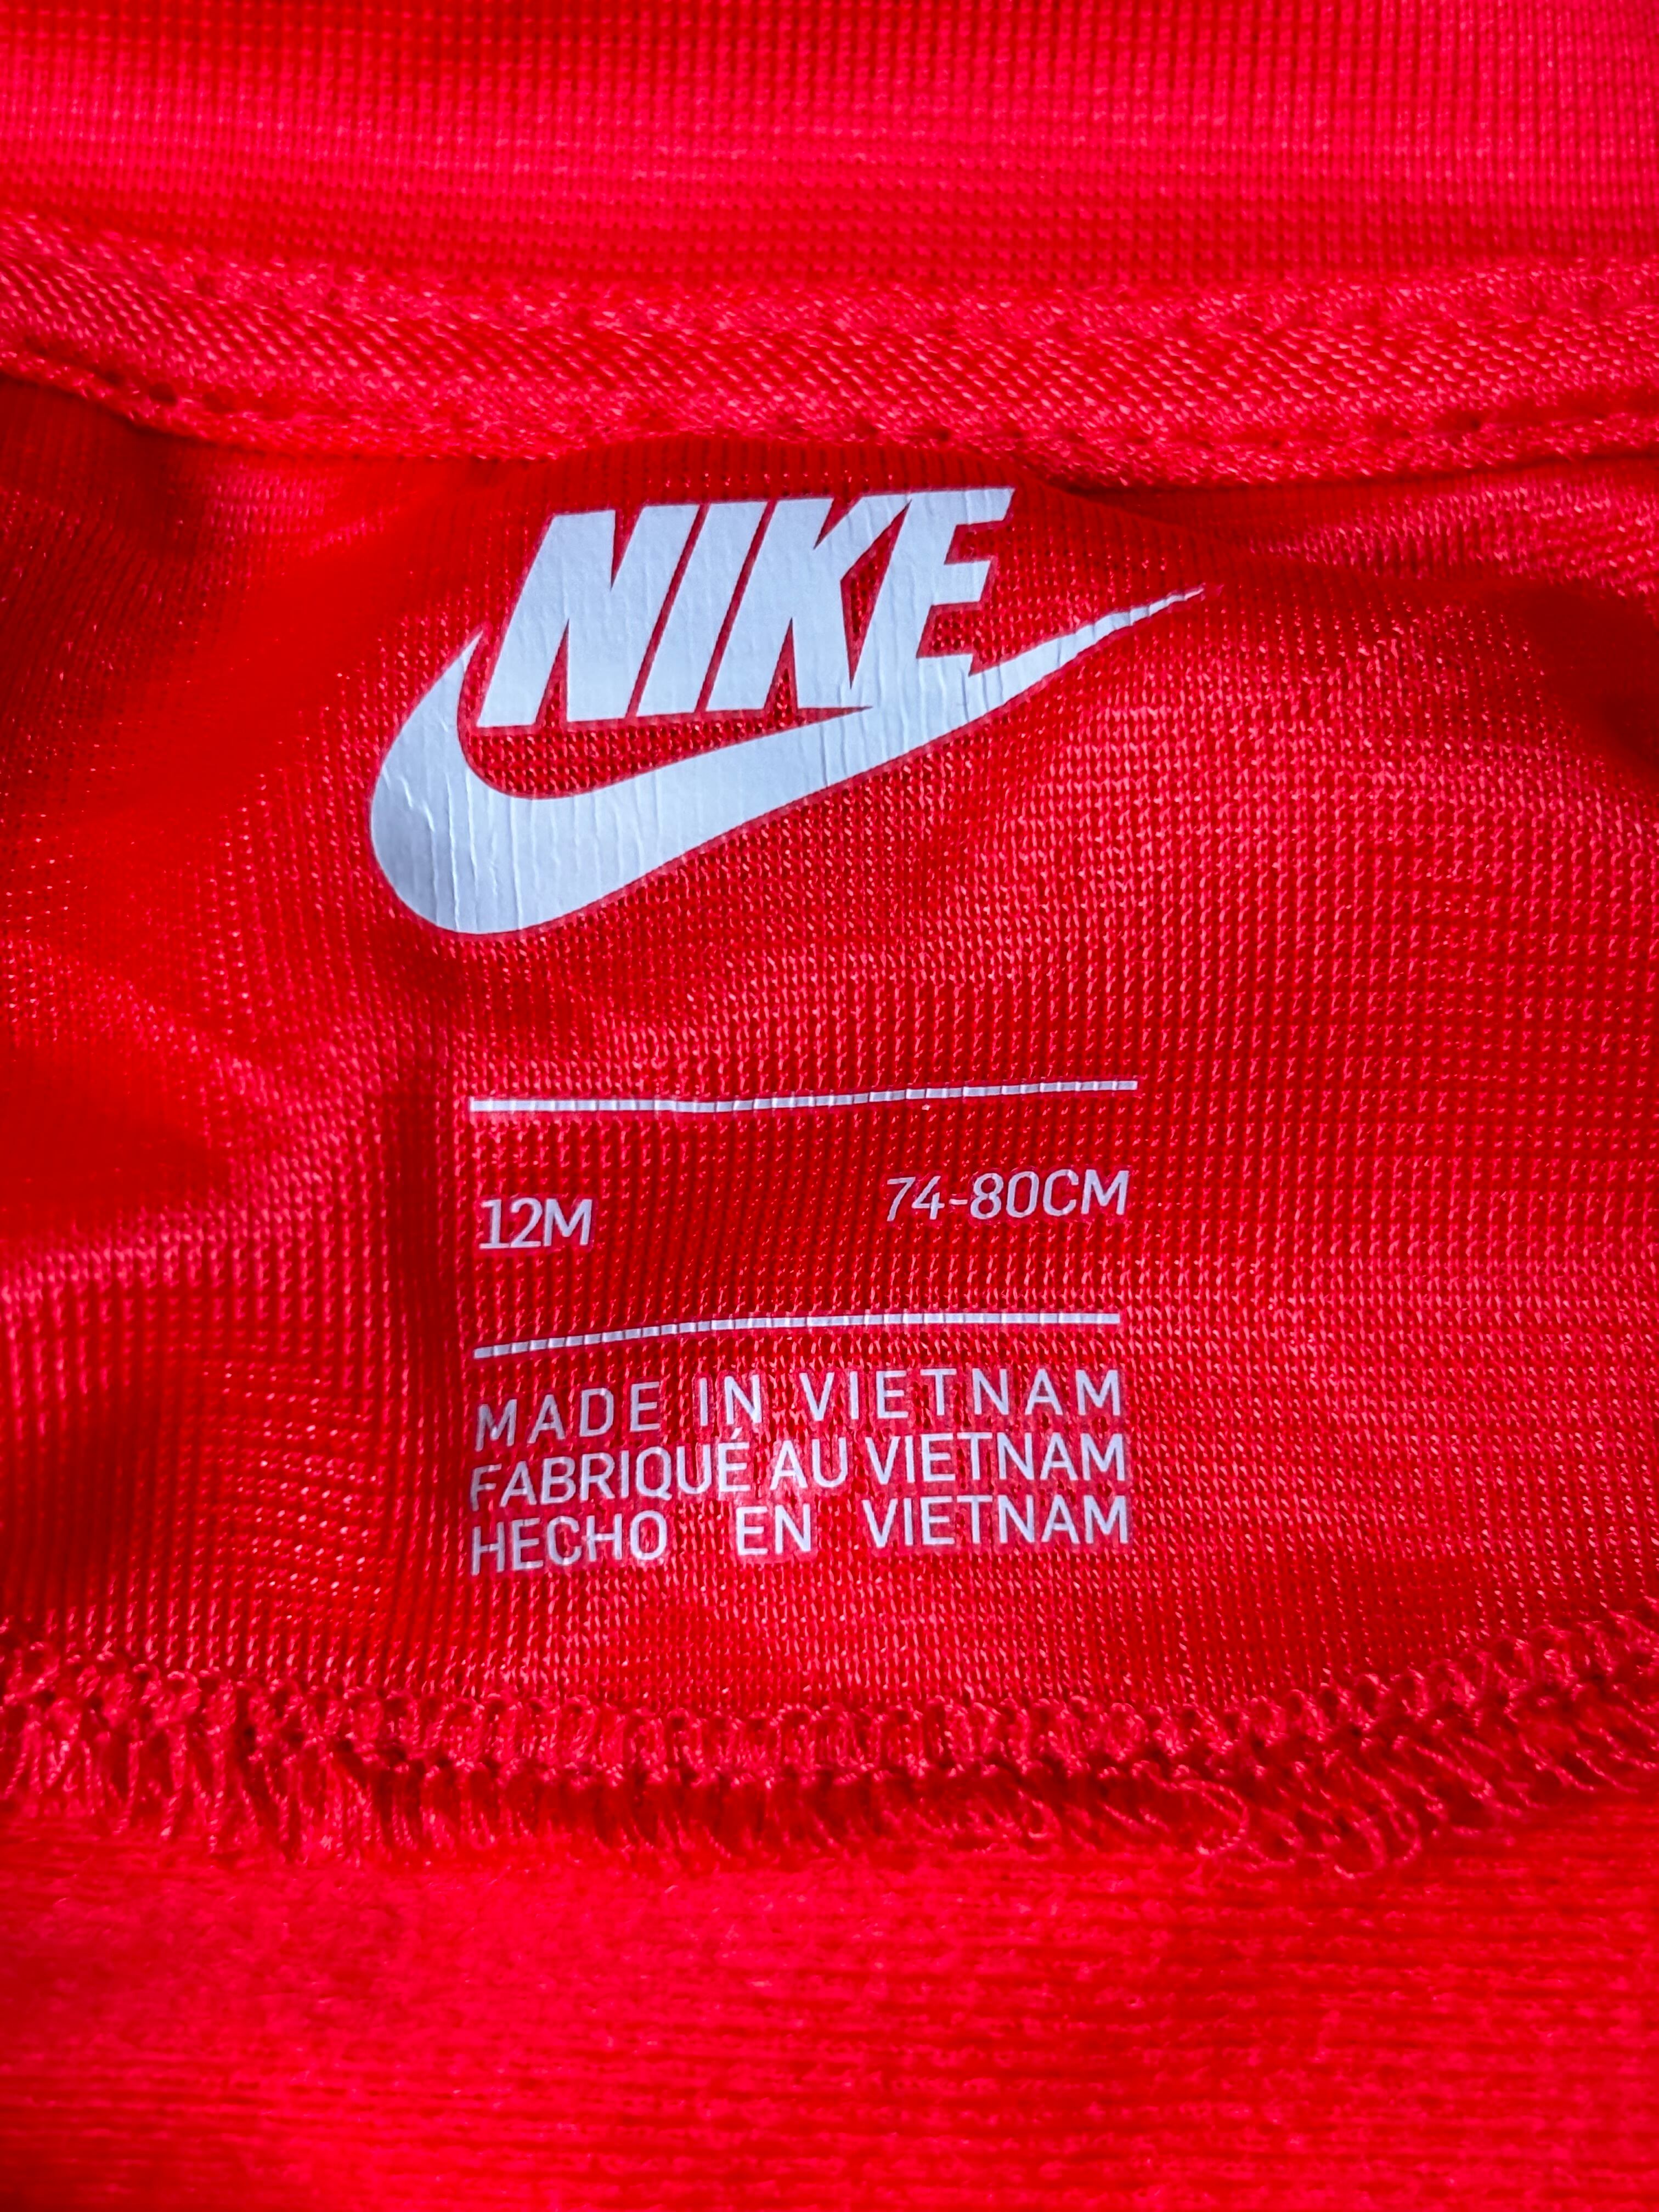 NIKE
12M 74-80CM
MADE IN VIETNAM
FABRIQUÉ AU VIETNAM
HECHO EN VIETNAM